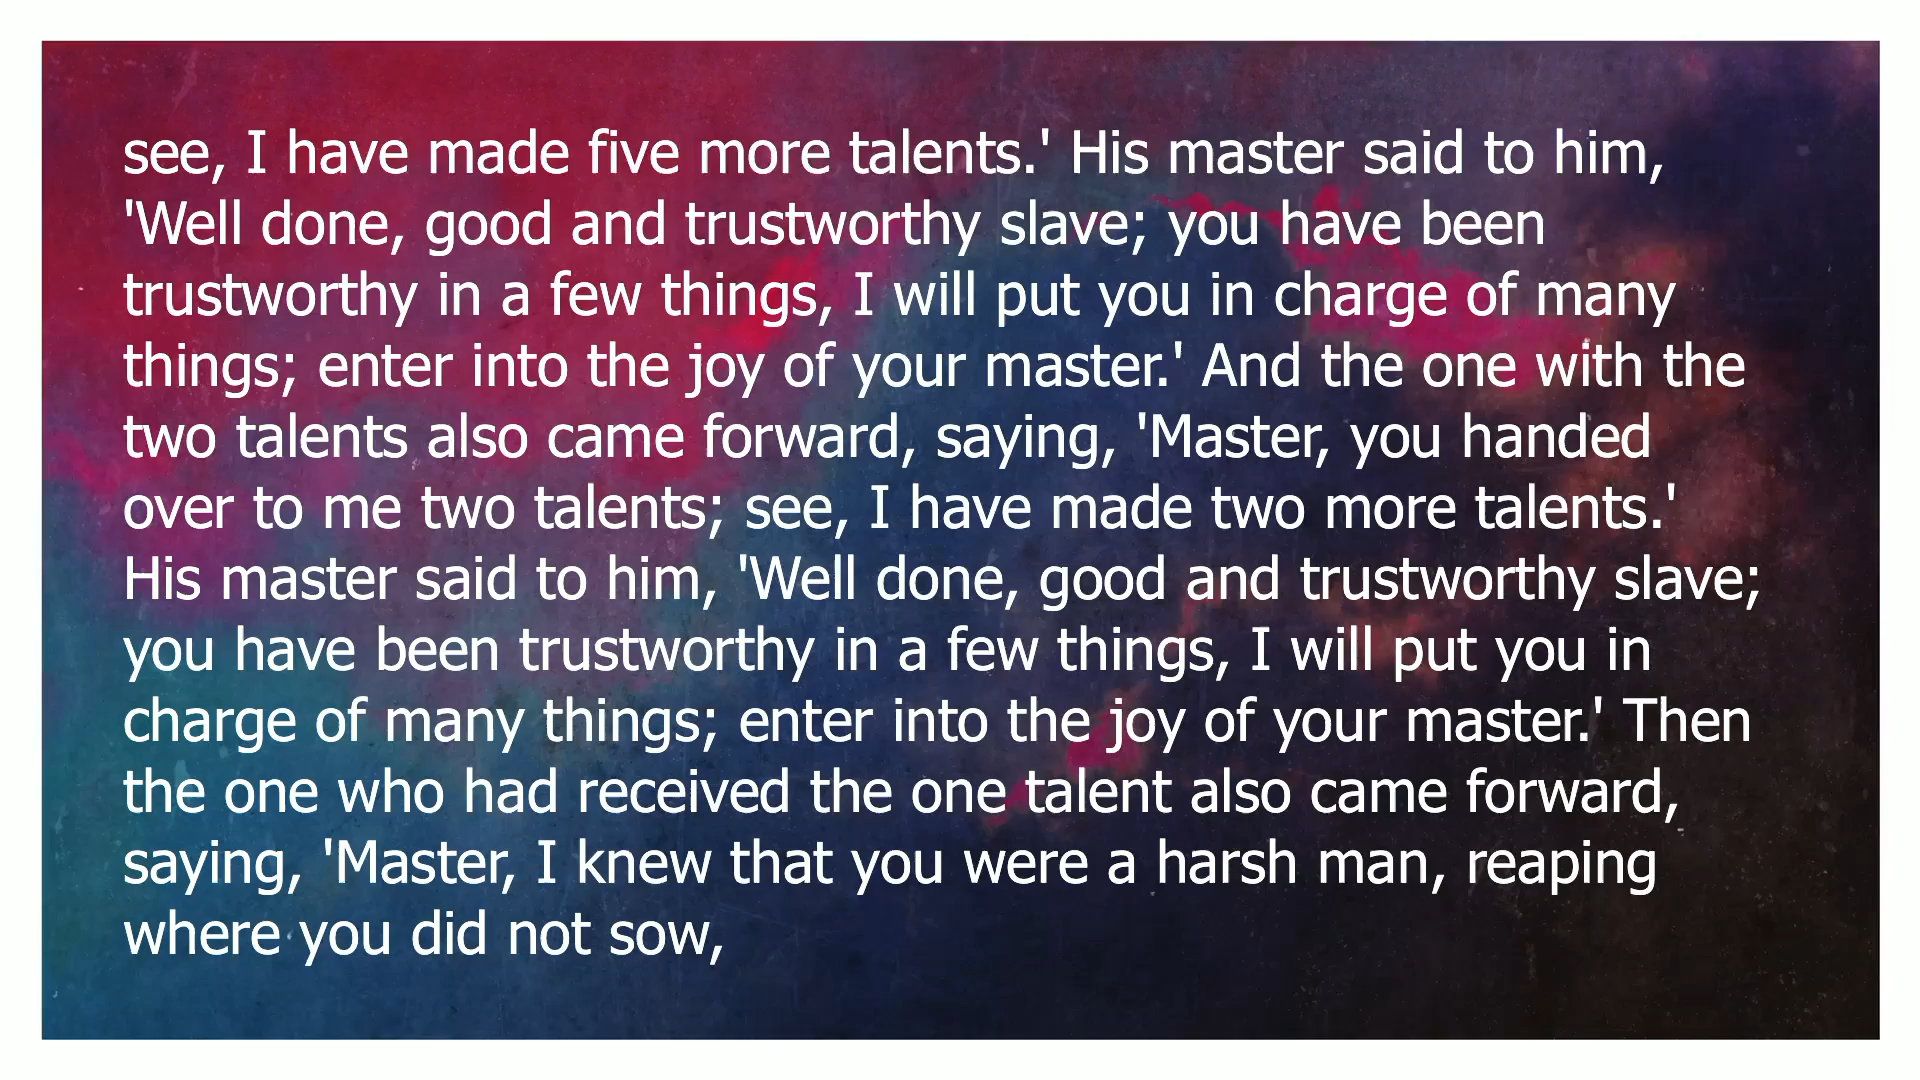 see, I have made five more talents.' His master said to him,
'Well done, good and trustworthy slave; you have been
trustworthy in a few things, I will put you in charge of many
things; enter into the joy of your master.' And the one with the
two talents also came forward, saying, 'Master, you handed
over to me two talents; see, I have made two more talents.'
His master said to him, 'Well done, good and trustworthy slave;
you have been trustworthy in a few things, I will put you in
charge of many things; enter into the joy of your master.' Then
the one who had received the one talent also came forward,
saying, 'Master, I knew that you were a harsh man, reaping
where you did not sow,